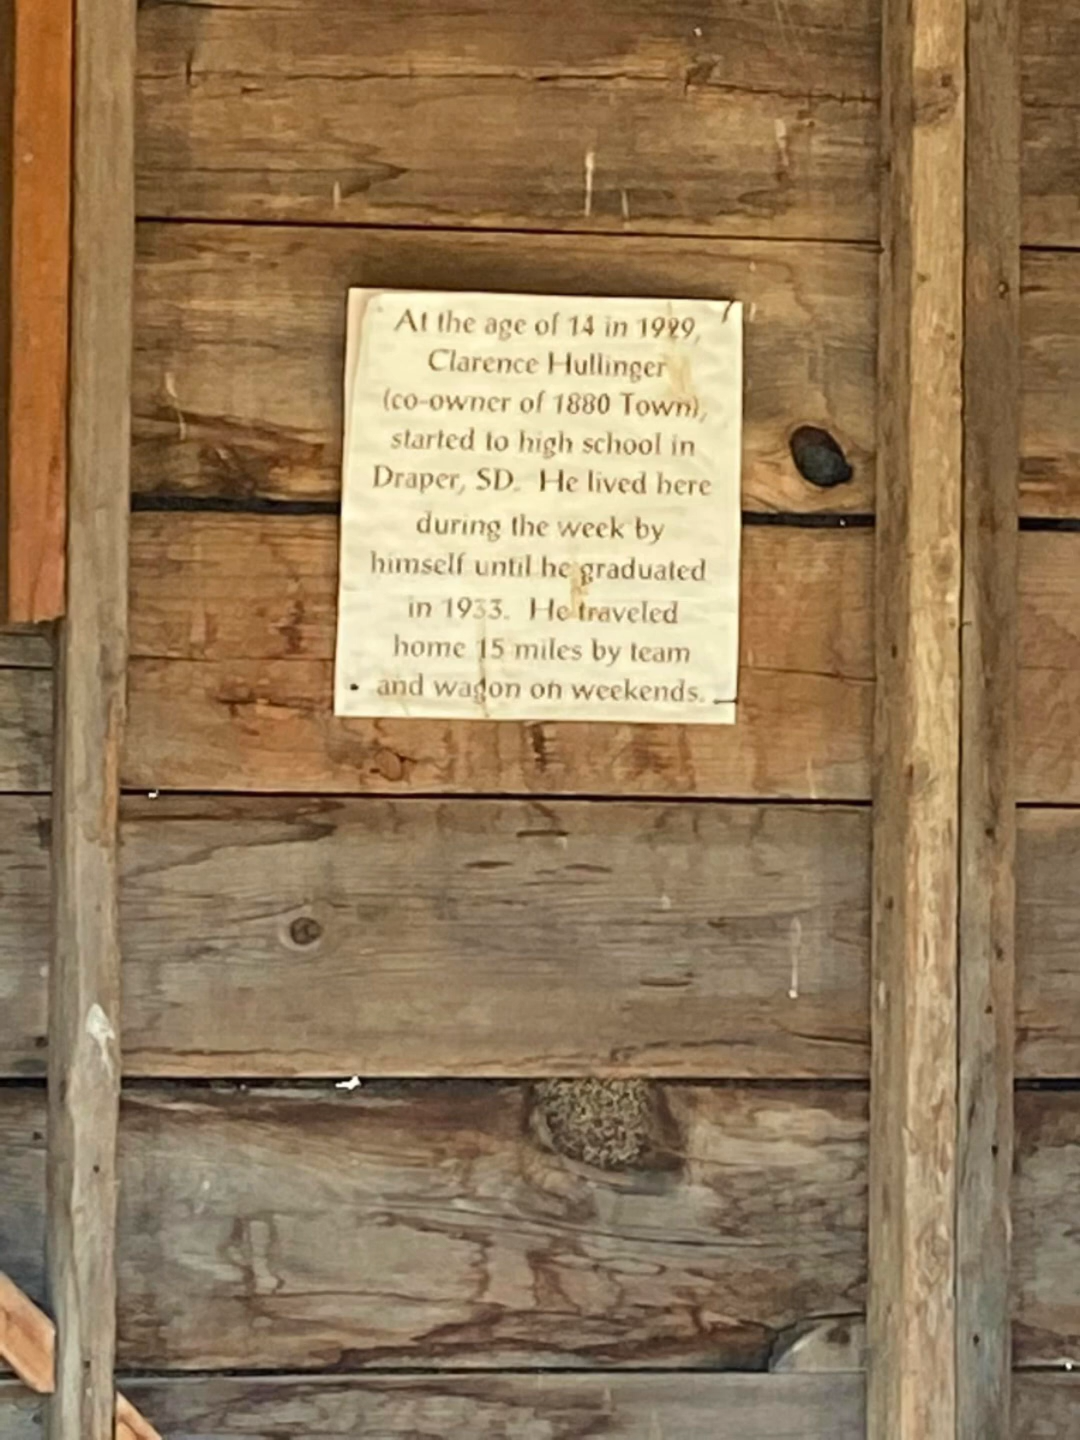 At the age of 14 in 1929,
Clarence Hullinger
(co-owner of 1880 Town),
started to high school in
Draper, SD. He lived here
during the week by
himself until he graduated
in 1933. He traveled
home 15 miles by team
and wagon on weekends.